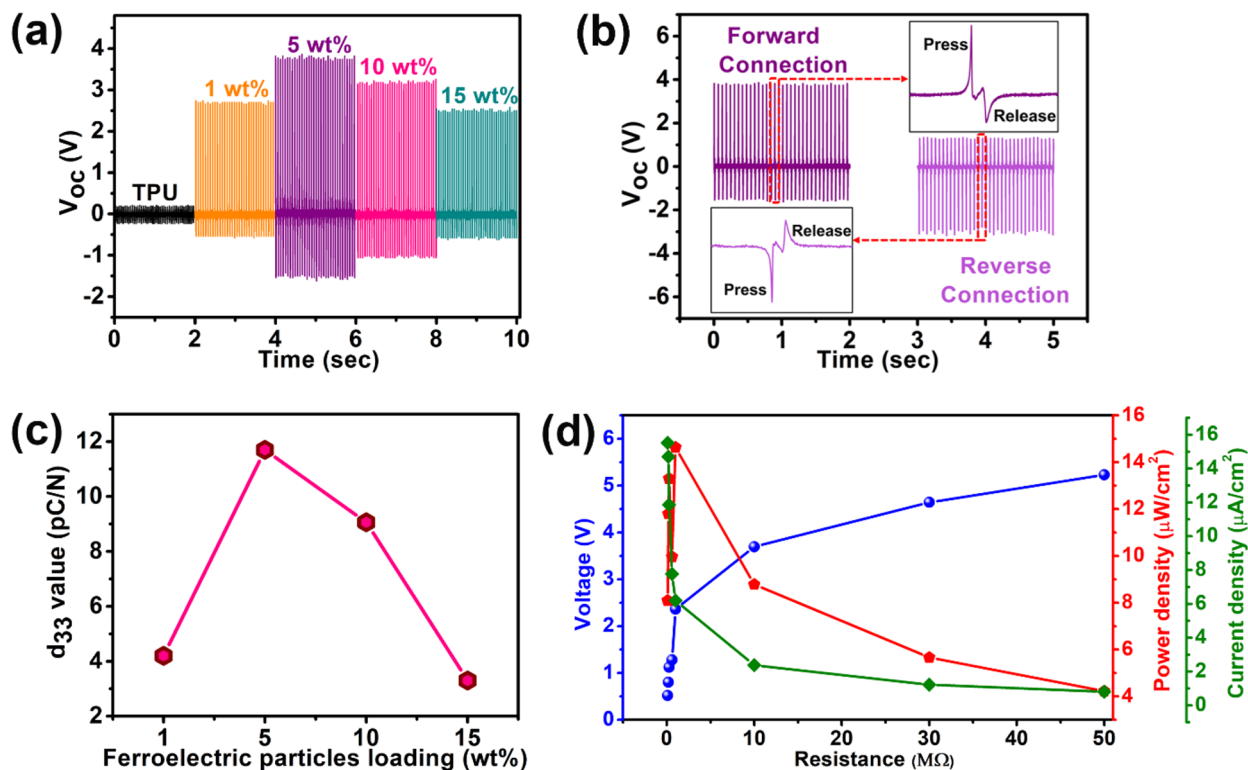 (a)
4
3
2
1
0
-1
-2
V_OC (V)
TPU
1 wt%
5 wt%
10 wt%
15 wt%
0 2 4 6 8 10
Time (sec)
(b)
6
4
2
0
-2
-4
-6
V_OC (V)
Forward
Connection
Press
Release
Release
Press
Reverse
Connection
0 1 2 3 4 5
Time (sec)
(c)
12
10
8
6
4
2
d_33 value (pC/N)
1 5 10 15
Ferroelectric particles loading (wt%)
(d)
6
5
4
3
2
1
0
Voltage (V)
0 10 20 30 40 50
Resistance (MΩ)
16
14
12
10
8
6
4
Power density (μW/cm²)
16
14
12
10
8
6
4
2
0
Current density (μA/cm²)